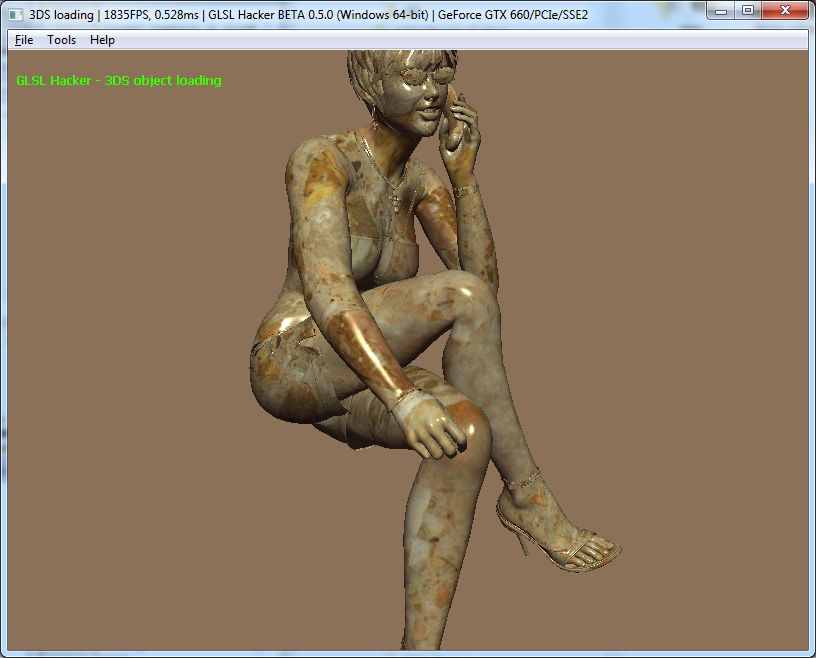 3DS loading | 1835FPS, 0.528ms | GLSL Hacker BETA 0.5.0 (Windows 64-bit) | GeForce GTX 660/PCIe/SSE2
File Tools Help
GLSL Hacker - 3DS object loading